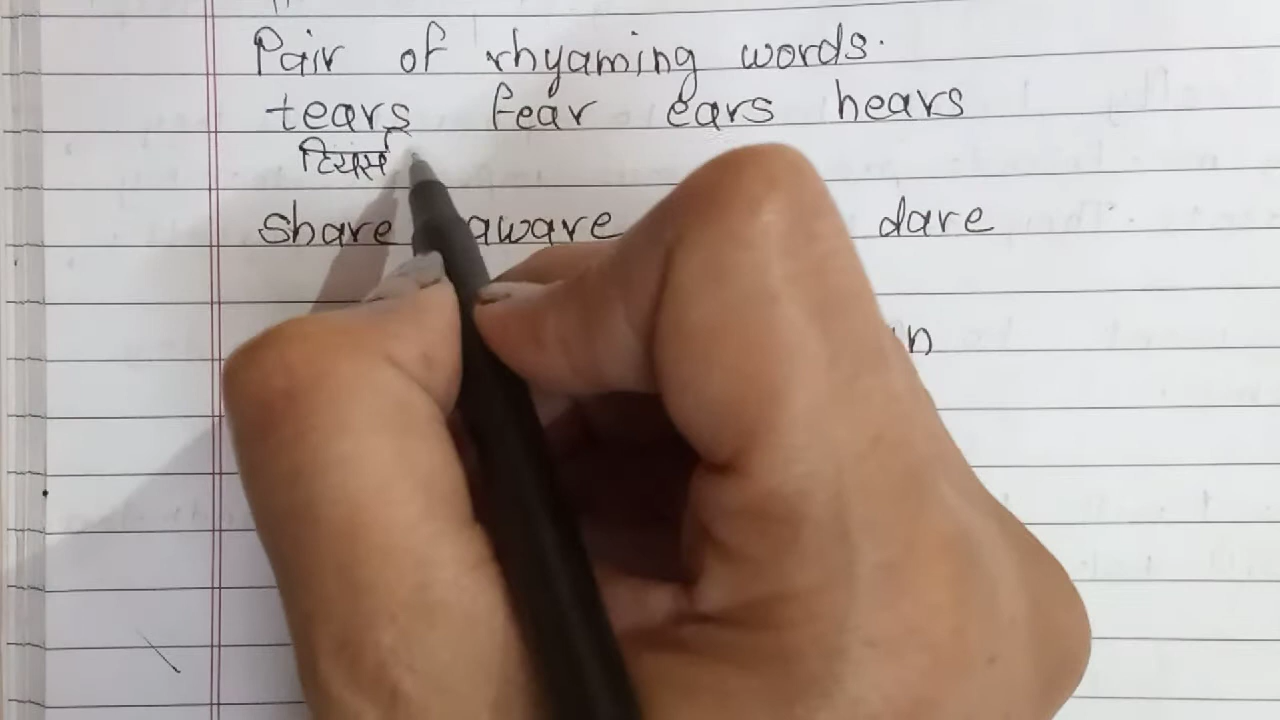 Pair of rhyaming words.
tears fear ears hears
टियर्स
share aware dare